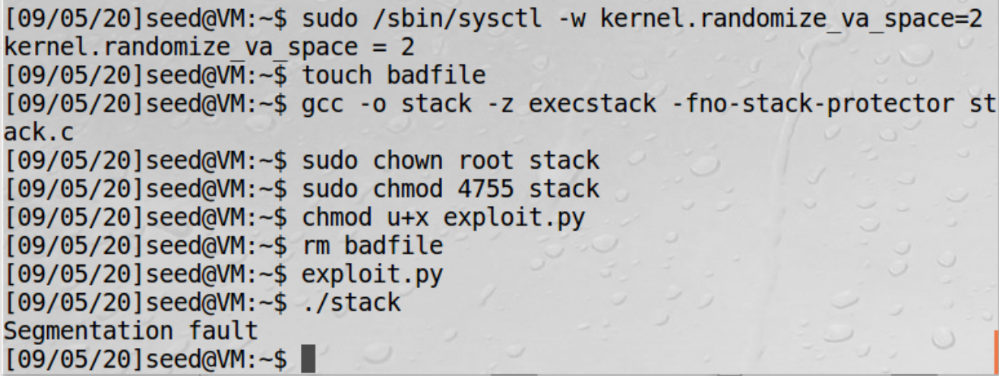 [09/05/20]seed@VM:~$ sudo /sbin/sysctl -w kernel.randomize_va_space=2
kernel.randomize_va_space = 2
[09/05/20]seed@VM:~$ touch badfile
[09/05/20]seed@VM:~$ gcc -o stack -z execstack -fno-stack-protector st
ack.c
[09/05/20]seed@VM:~$ sudo chown root stack
[09/05/20]seed@VM:~$ sudo chmod 4755 stack
[09/05/20]seed@VM:~$ chmod u+x exploit.py
[09/05/20]seed@VM:~$ rm badfile
[09/05/20]seed@VM:~$ exploit.py
[09/05/20]seed@VM:~$ ./stack
Segmentation fault
[09/05/20]seed@VM:~$